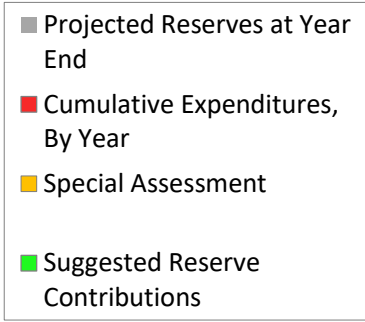 Projected Reserves at Year
End
Cumulative Expenditures,
By Year
Special Assessment
Suggested Reserve
Contributions